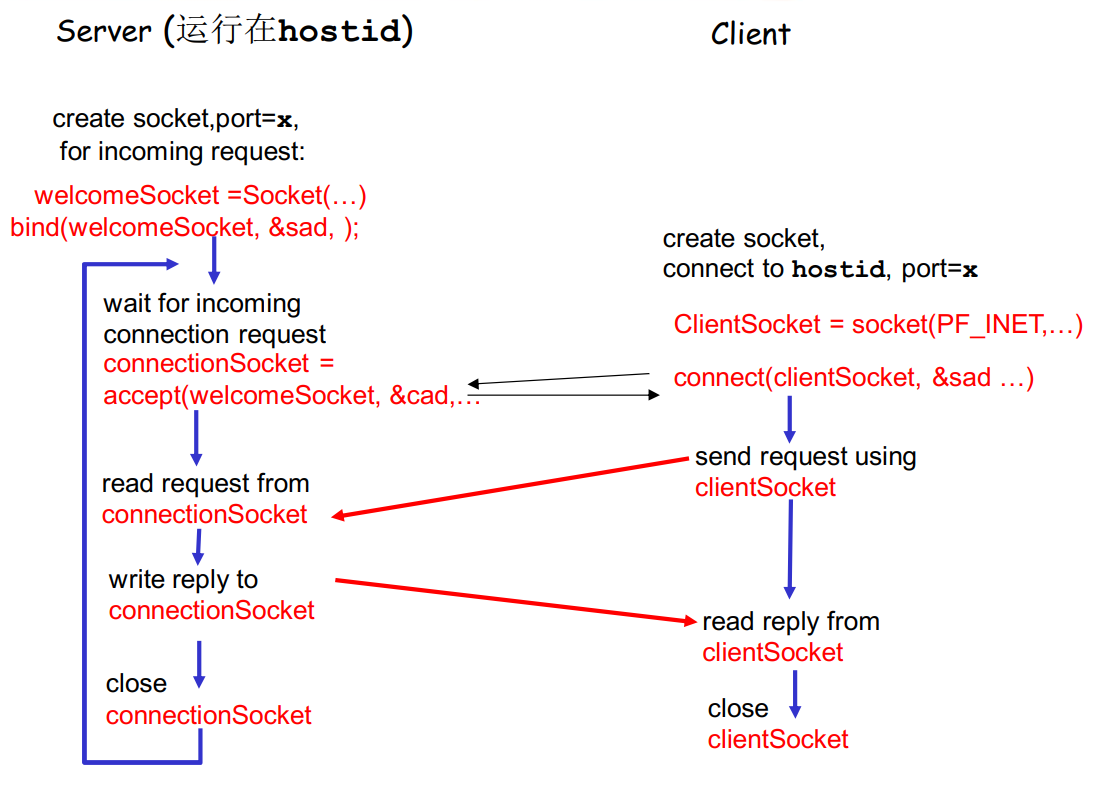 Server (运行在hostid)
create socket,port=x,
for incoming request:
welcomeSocket =Socket(…)
bind(welcomeSocket, &sad, );
wait for incoming
connection request
connectionSocket =
accept(welcomeSocket, &cad,…
read request from
connectionSocket
write reply to
connectionSocket
close
connectionSocket
Client
create socket,
connect to hostid, port=x
ClientSocket = socket(PF_INET,…)
connect(clientSocket, &sad …)
send request using
clientSocket
read reply from
clientSocket
close
clientSocket